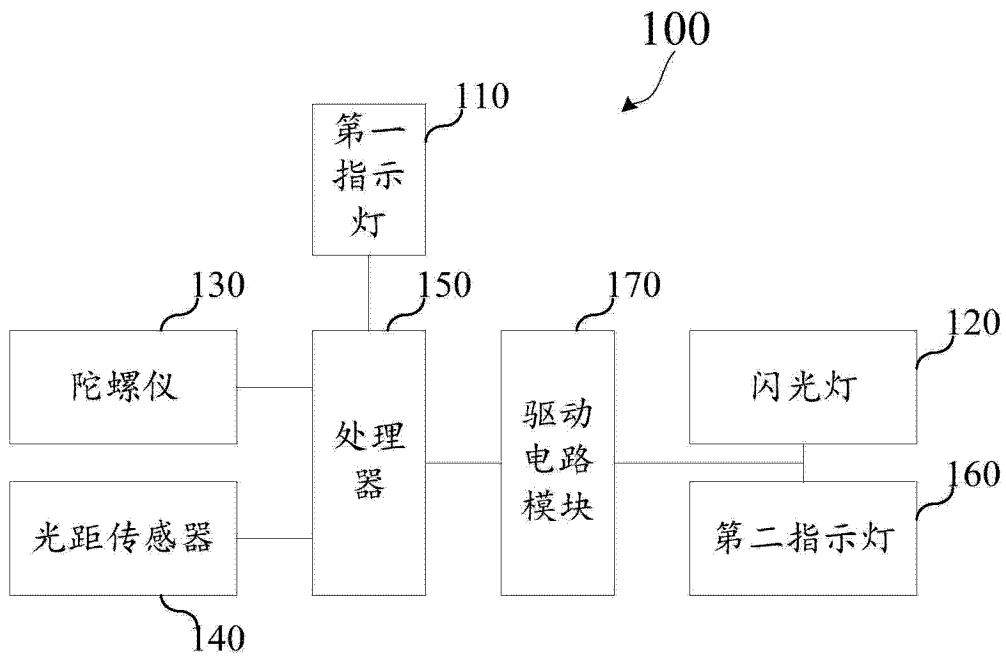 100
110
第一
指示
灯
130
150
170
120
陀螺仪
处理
器
驱动
电路
模块
闪光灯
160
光距传感器
第二指示灯
140